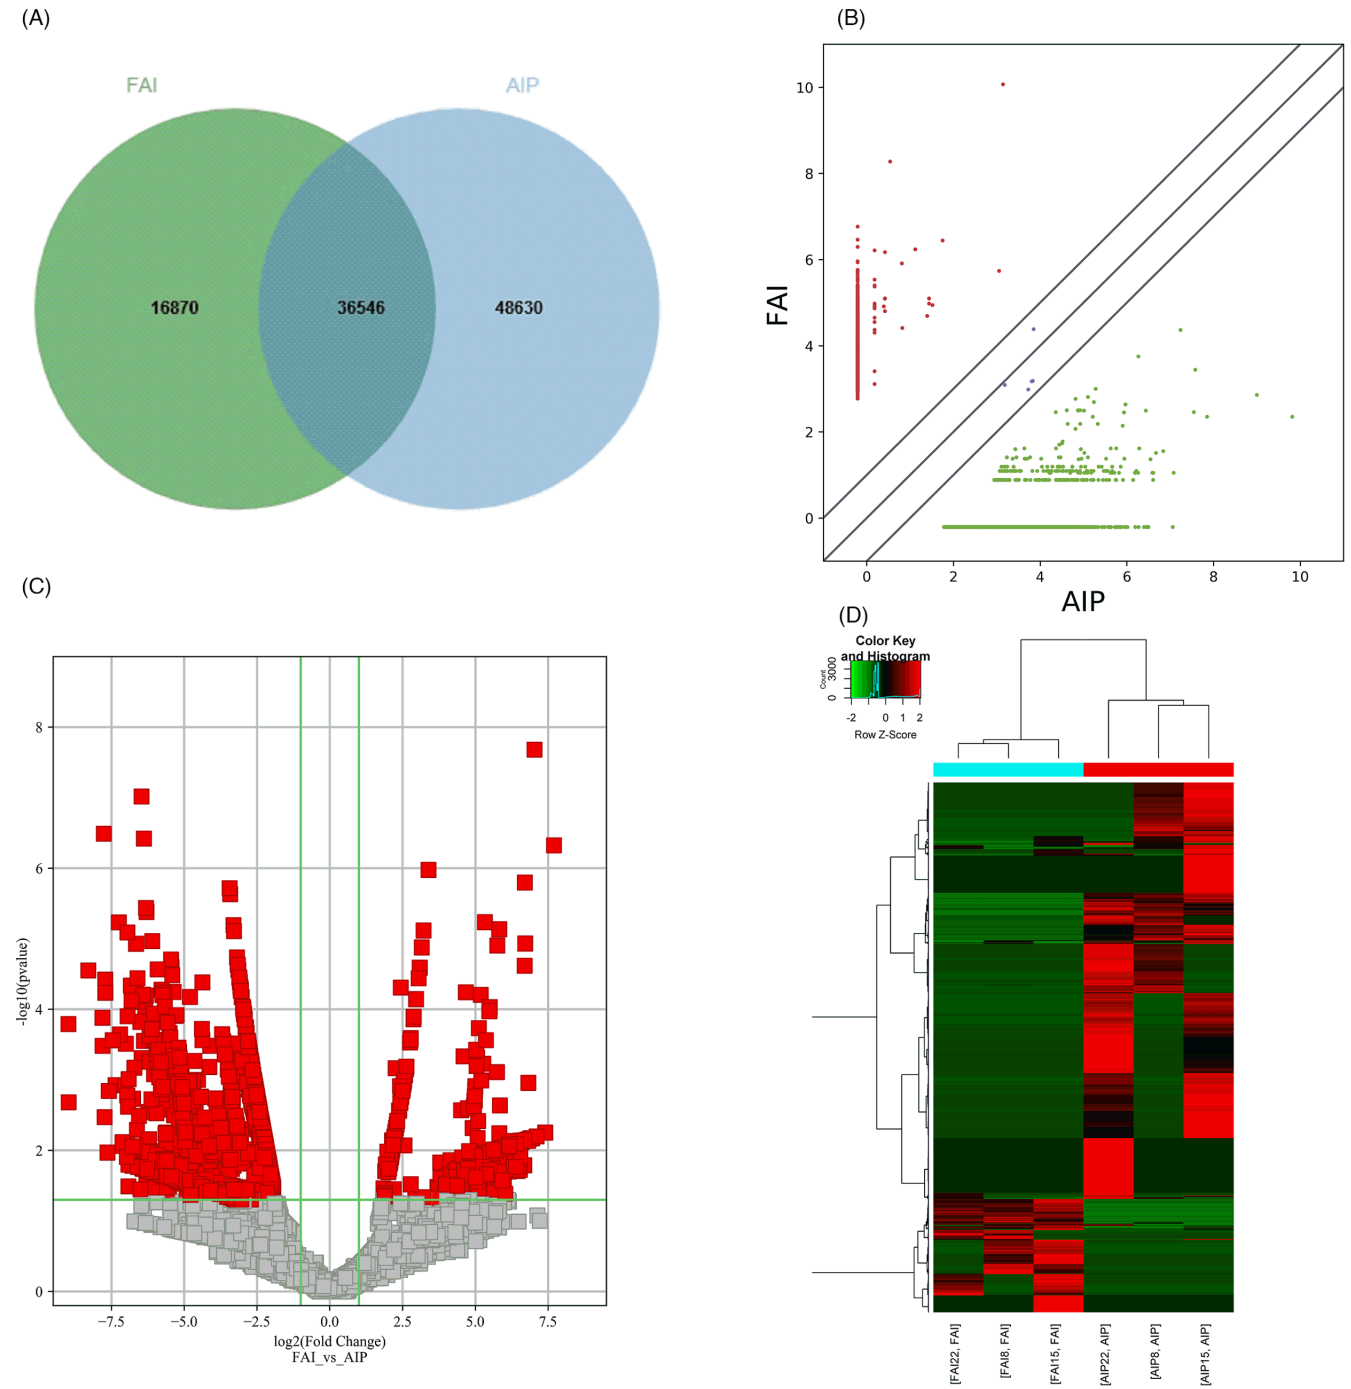 (A)
FAI
AIP
16870
36546
48630
(B)
10
8
6
4
2
0
FAI
0
2
4
6
8
10
AIP
(C)
8
6
4
2
0
-log10(pvalue)
−7.5
−5.0
−2.5
0.0
2.5
5.0
7.5
log2(Fold Change)
FAI_vs_AIP
(D)
Color Key
and Histogram
Count
0
3000
-2
0
1
2
Row Z-Score
[FAI22, FAI]
[FAI8, FAI]
[FAI15, FAI]
[AIP22, AIP]
[AIP8, AIP]
[AIP15, AIP]